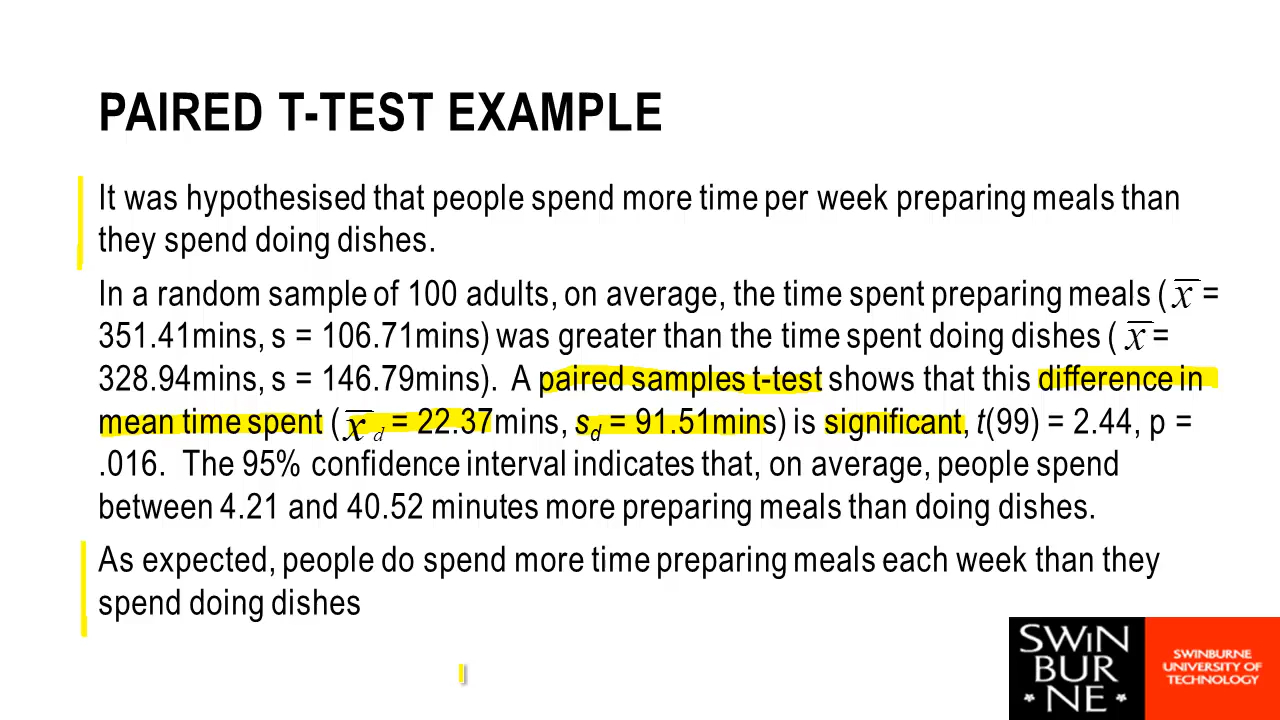 PAIRED T-TEST EXAMPLE
It was hypothesised that people spend more time per week preparing meals than
they spend doing dishes.
In a random sample of 100 adults, on average, the time spent preparing meals ( x̅ =
351.41mins, s = 106.71mins) was greater than the time spent doing dishes ( x̅ =
328.94mins, s = 146.79mins). A paired samples t-test shows that this difference in
mean time spent ( x̅ d = 22.37mins, sd = 91.51mins) is significant, t(99) = 2.44, p =
.016. The 95% confidence interval indicates that, on average, people spend
between 4.21 and 40.52 minutes more preparing meals than doing dishes.
As expected, people do spend more time preparing meals each week than they
spend doing dishes
SWIN
BUR
NE
SWINBURNE
UNIVERSITY OF
TECHNOLOGY